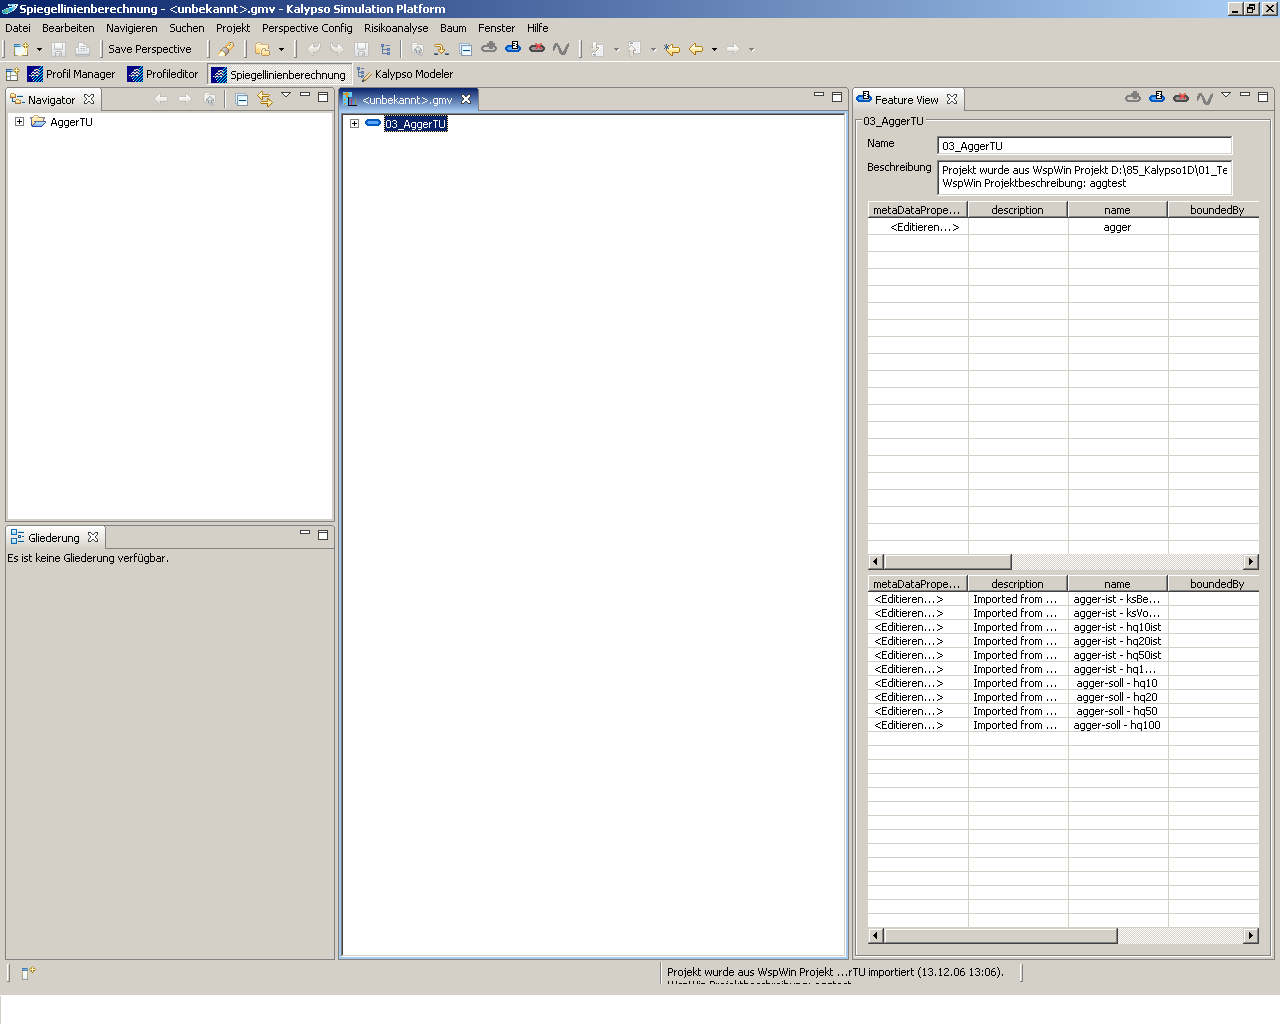 Spiegellinienberechnung - <unbekannt>.gmv - Kalypso Simulation Platform
Datei Bearbeiten Navigieren Suchen Projekt Perspective Config Risikoanalyse Baum Fenster Hilfe
Save Perspective
Profil Manager Profileditor Spiegellinienberechnung Kalypso Modeler
Navigator
AggerTU
Gliederung
Es ist keine Gliederung verfügbar.
<unbekannt>.gmv
03_AggerTU
Feature View
03_AggerTU
Name 03_AggerTU
Beschreibung Projekt wurde aus WspWin Projekt D:\85_Kalypso1D\01_Te
WspWin Projektbeschreibung: aggtest
metaDataPrope... description name boundedBy
<Editieren...> agger
metaDataPrope... description name boundedBy
<Editieren...> Imported from ... agger-ist - ksBe...
<Editieren...> Imported from ... agger-ist - ksVo...
<Editieren...> Imported from ... agger-ist - hq10ist
<Editieren...> Imported from ... agger-ist - hq20ist
<Editieren...> Imported from ... agger-ist - hq50ist
<Editieren...> Imported from ... agger-ist - hq1...
<Editieren...> Imported from ... agger-soll - hq10
<Editieren...> Imported from ... agger-soll - hq20
<Editieren...> Imported from ... agger-soll - hq50
<Editieren...> Imported from ... agger-soll - hq100
Projekt wurde aus WspWin Projekt ...rTU importiert (13.12.06 13:06).
WspWin Projektbeschreibung: aggtest